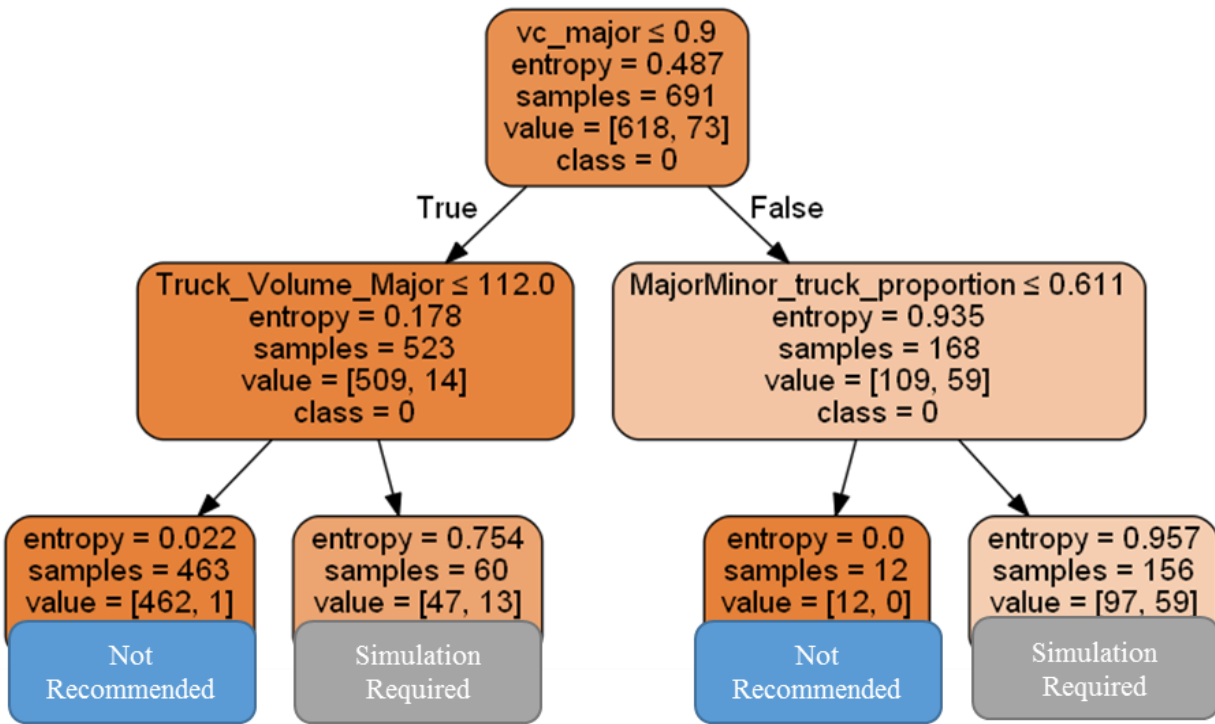 vc_major ≤ 0.9
entropy = 0.487
samples = 691
value = [618, 73]
class = 0
True
False
Truck_Volume_Major ≤ 112.0
entropy = 0.178
samples = 523
value = [509, 14]
class = 0
MajorMinor_truck_proportion ≤ 0.611
entropy = 0.935
samples = 168
value = [109, 59]
class = 0
entropy = 0.022
samples = 463
value = [462, 1]
Not
Recommended
entropy = 0.754
samples = 60
value = [47, 13]
Simulation
Required
entropy = 0.0
samples = 12
value = [12, 0]
Not
Recommended
entropy = 0.957
samples = 156
value = [97, 59]
Simulation
Required